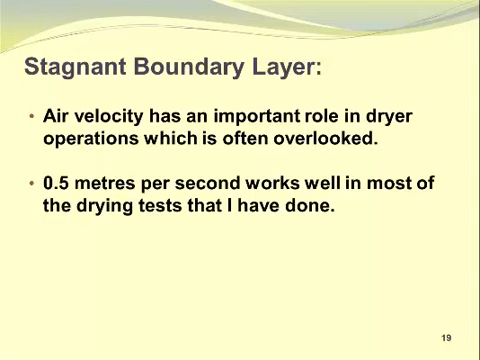 Stagnant Boundary Layer:
• Air velocity has an important role in dryer
operations which is often overlooked.
• 0.5 metres per second works well in most of
the drying tests that I have done.
19